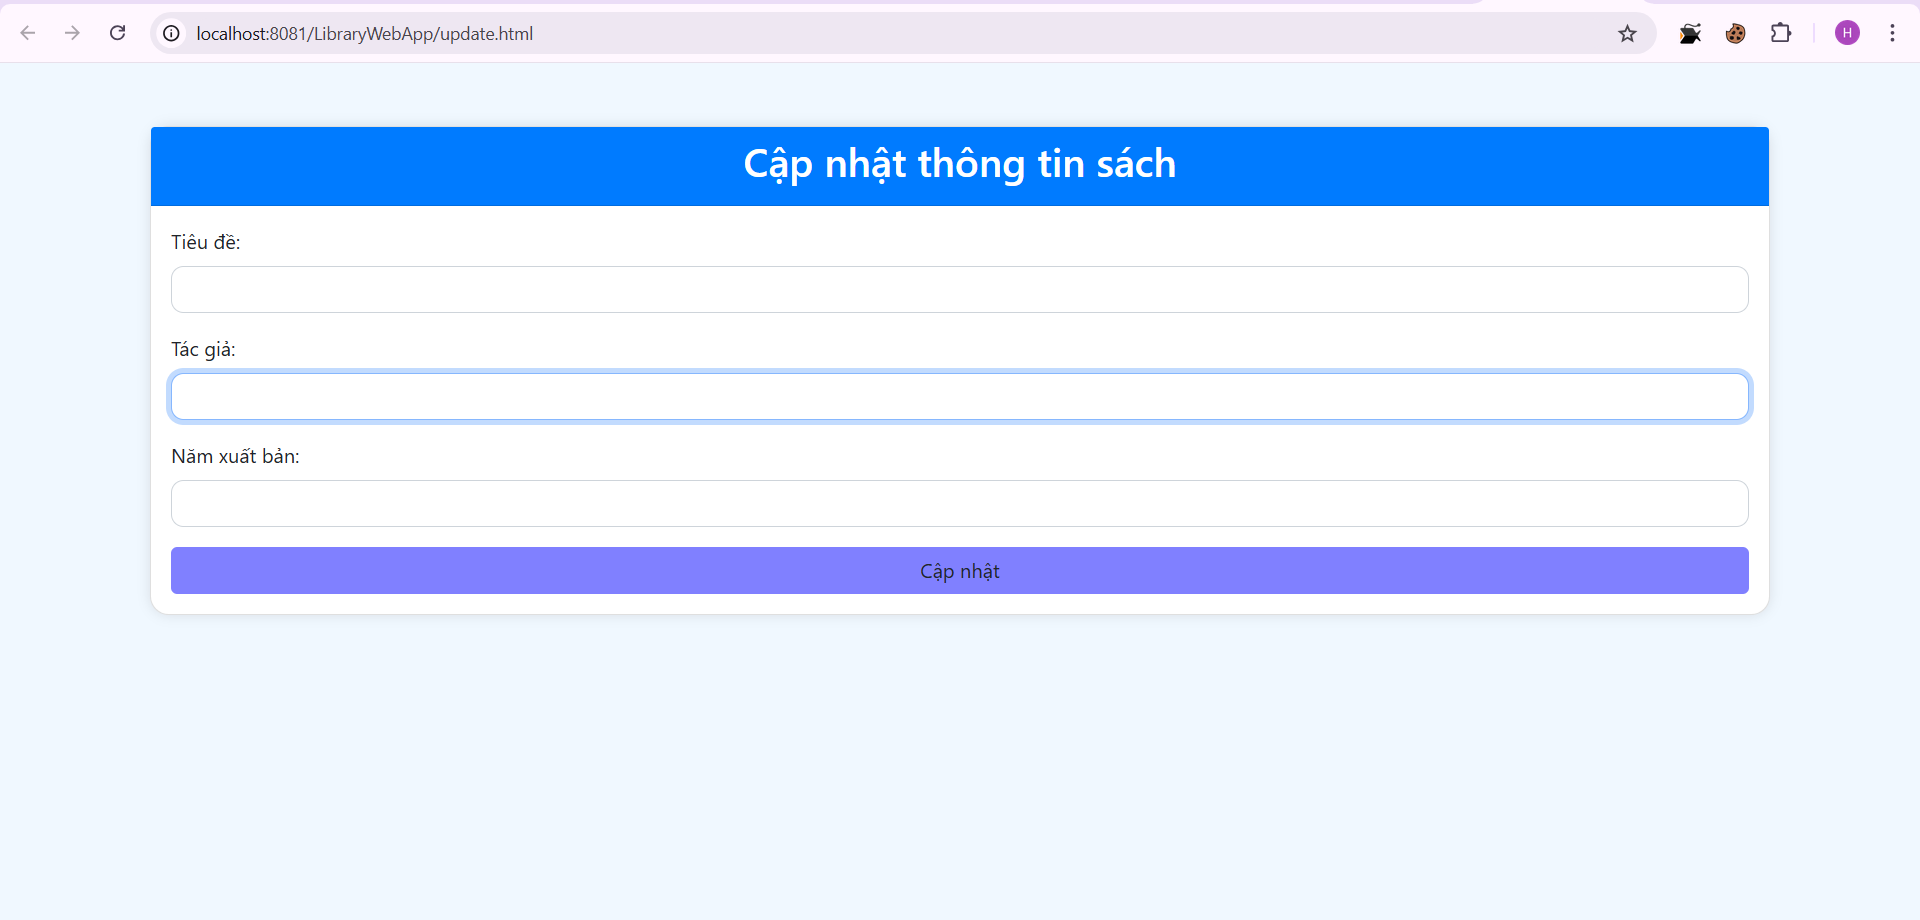 localhost:8081/LibraryWebApp/update.html
H
Cập nhật thông tin sách
Tiêu đề:
Tác giả:
Năm xuất bản:
Cập nhật